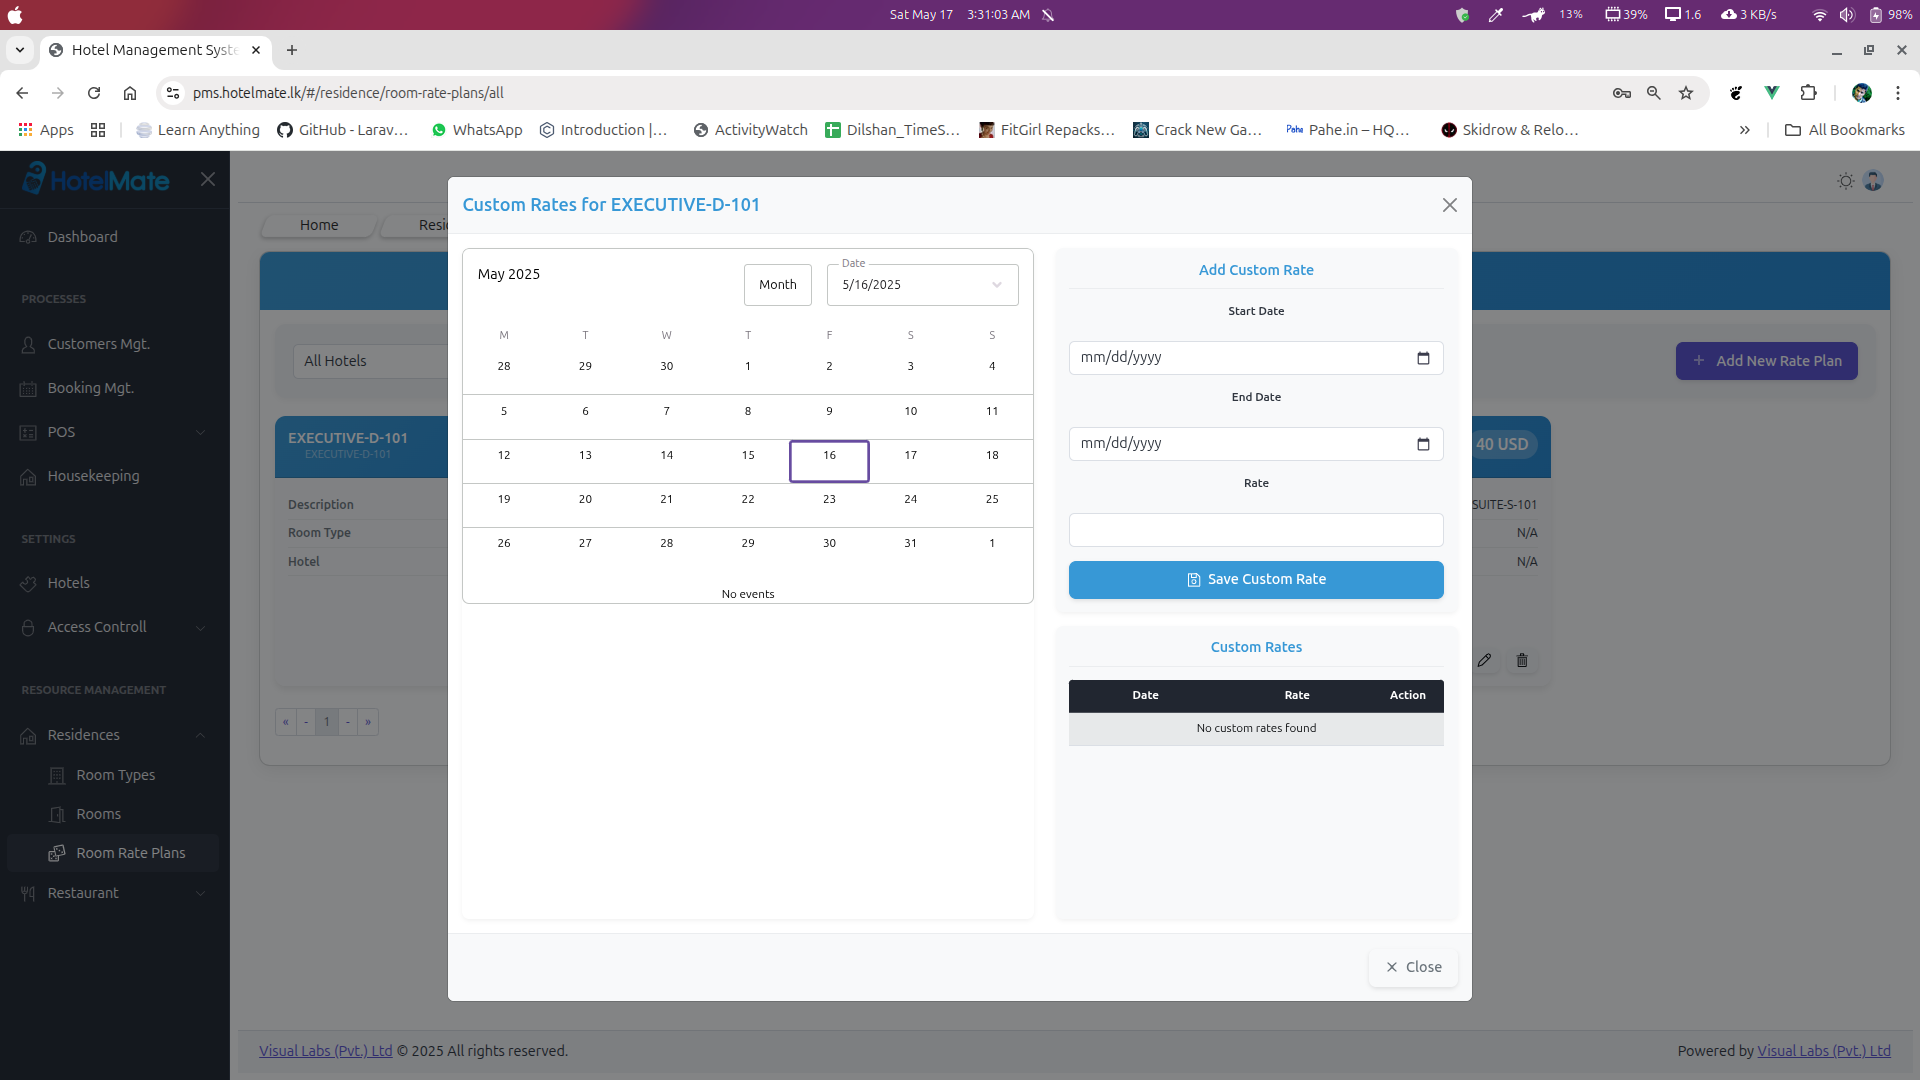 Sat May 17 3:31:03 AM 13% 39% 1.6 3 KB/s 98%
Hotel Management Syste
pms.hotelmate.lk/#/residence/room-rate-plans/all
Apps Learn Anything GitHub - Larav... WhatsApp Introduction |... ActivityWatch Dilshan_TimeS... FitGirl Repacks... Crack New Ga... Pahe Pahe.in – HQ... Skidrow & Relo... » All Bookmarks
HotelMate
Dashboard
PROCESSES
Customers Mgt.
Booking Mgt.
POS
Housekeeping
SETTINGS
Hotels
Access Controll
RESOURCE MANAGEMENT
Residences
Room Types
Rooms
Room Rate Plans
Restaurant
Home Resi
All Hotels
+ Add New Rate Plan
EXECUTIVE-D-101
EXECUTIVE-D-101
Description
Room Type
Hotel
« - 1 - »
40 USD
SUITE-S-101
N/A
N/A
Custom Rates for EXECUTIVE-D-101
May 2025 Month Date 5/16/2025
M T W T F S S
28 29 30 1 2 3 4
5 6 7 8 9 10 11
12 13 14 15 16 17 18
19 20 21 22 23 24 25
26 27 28 29 30 31 1
No events
Add Custom Rate
Start Date
mm/dd/yyyy
End Date
mm/dd/yyyy
Rate
Save Custom Rate
Custom Rates
Date Rate Action
No custom rates found
Close
Visual Labs (Pvt.) Ltd © 2025 All rights reserved.
Powered by Visual Labs (Pvt.) Ltd